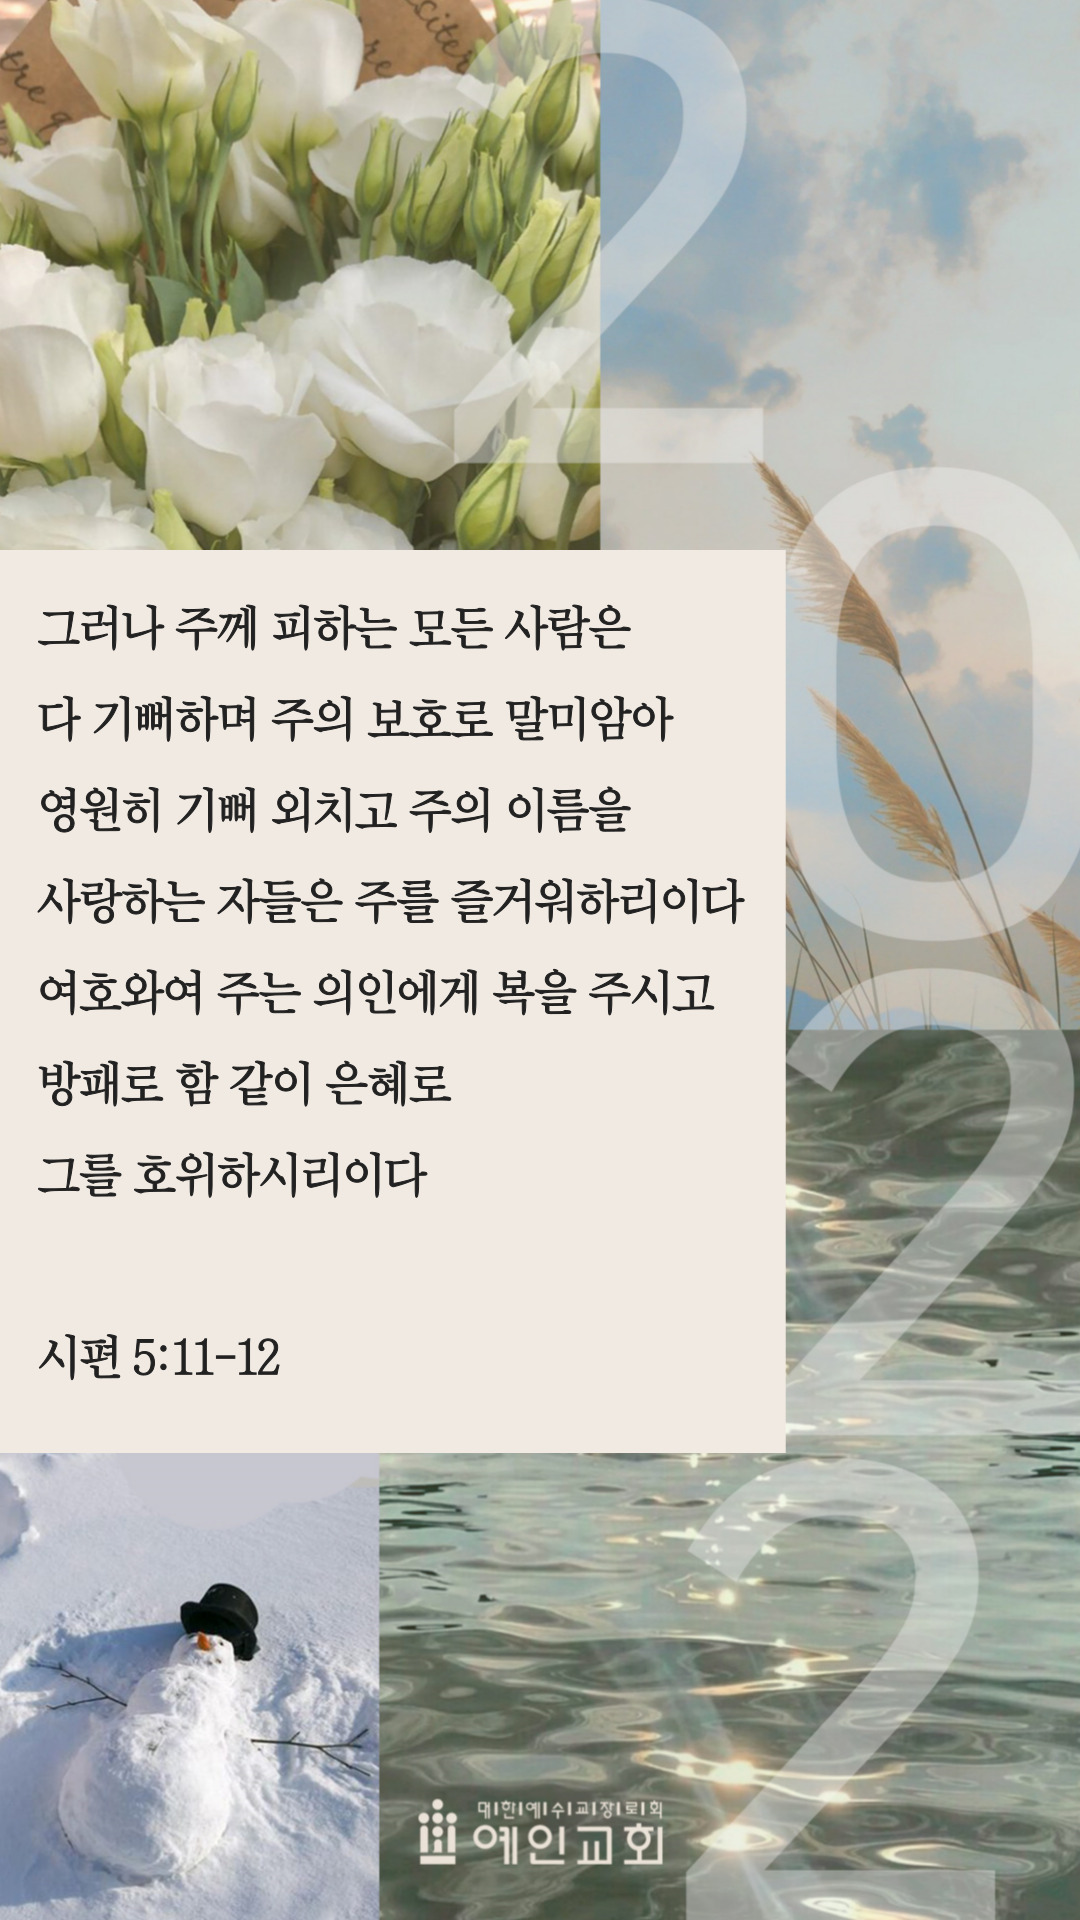 2
0
2
2
그러나 주께 피하는 모든 사람은
다 기뻐하며 주의 보호로 말미암아
영원히 기뻐 외치고 주의 이름을
사랑하는 자들은 주를 즐거워하리이다
여호와여 주는 의인에게 복을 주시고
방패로 함 같이 은혜로
그를 호위하시리이다
시편 5:11-12
대한예수교장로회
예인교회